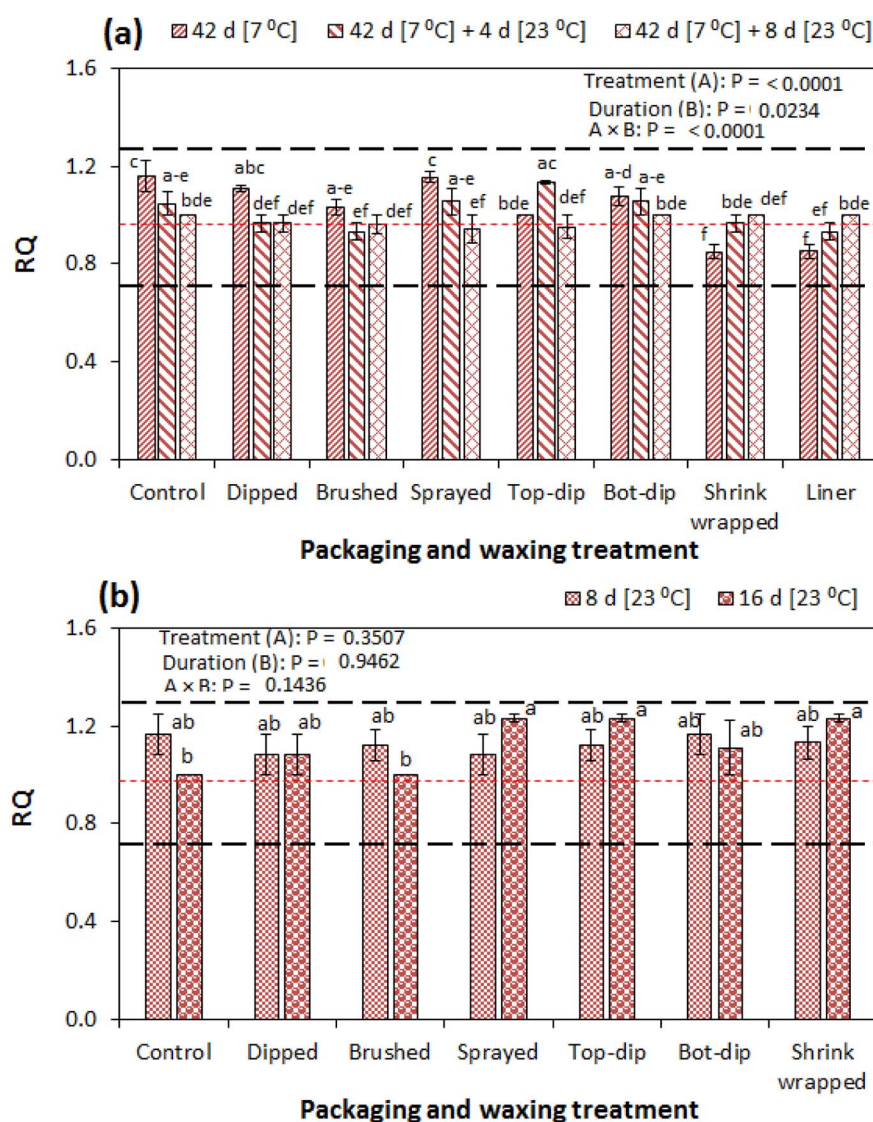 (a) 42 d [7 ⁰C] 42 d [7 ⁰C] + 4 d [23 ⁰C] 42 d [7 ⁰C] + 8 d [23 ⁰C]
1.6
Treatment (A): P = <0.0001
Duration (B): P = 0.0234
A × B: P = <0.0001
1.2
c a-e bde
abc def def
a-e ef def
c a-e ef
bde ac def
a-d a-e bde
f bde def
f ef bde
0.8
0.4
0.0
RQ
Control Dipped Brushed Sprayed Top-dip Bot-dip Shrink wrapped Liner
Packaging and waxing treatment
(b) 8 d [23 ⁰C] 16 d [23 ⁰C]
1.6
Treatment (A): P = 0.3507
Duration (B): P = 0.9462
A × B: P = 0.1436
1.2
ab b
ab ab
ab b
ab a
ab a
ab ab
ab a
0.8
0.4
0.0
RQ
Control Dipped Brushed Sprayed Top-dip Bot-dip Shrink wrapped
Packaging and waxing treatment